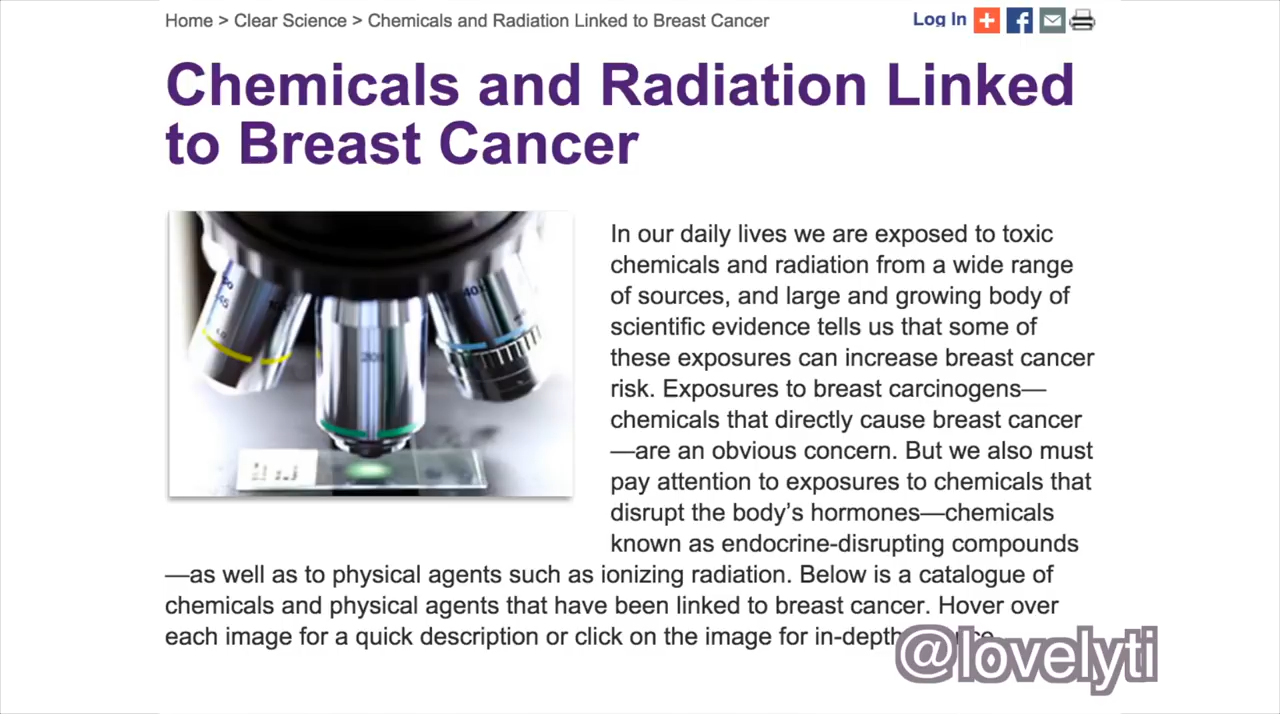 Home > Clear Science > Chemicals and Radiation Linked to Breast Cancer
Log In
Chemicals and Radiation Linked
to Breast Cancer
In our daily lives we are exposed to toxic
chemicals and radiation from a wide range
of sources, and large and growing body of
scientific evidence tells us that some of
these exposures can increase breast cancer
risk. Exposures to breast carcinogens—
chemicals that directly cause breast cancer
—are an obvious concern. But we also must
pay attention to exposures to chemicals that
disrupt the body’s hormones—chemicals
known as endocrine-disrupting compounds
—as well as to physical agents such as ionizing radiation. Below is a catalogue of
chemicals and physical agents that have been linked to breast cancer. Hover over
each image for a quick description or click on the image for in-depth
@lovelyti